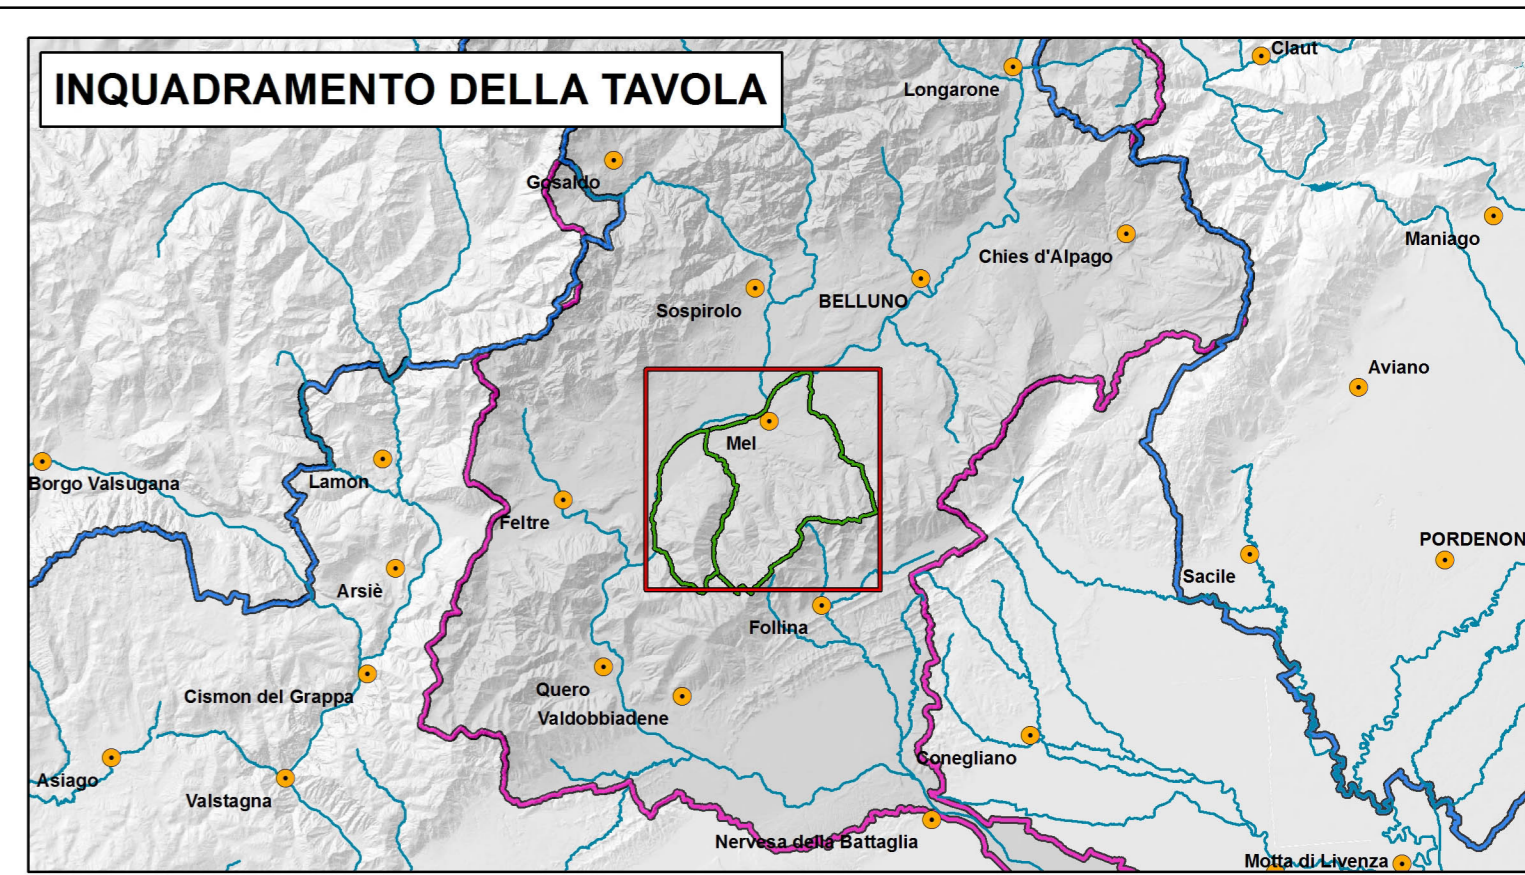 INQUADRAMENTO DELLA TAVOLA
Claut
Longarone
Gosaldo
Maniago
Chies d'Alpago
Sospirolo
BELLUNO
Aviano
Mel
Borgo Valsugana
Lamon
Feltre
PORDENON
Arsiè
Sacile
Follina
Cismon del Grappa
Quero
Valdobbiadene
Conegliano
Asiago
Valstagna
Nervesa della Battaglia
Motta di Livenza